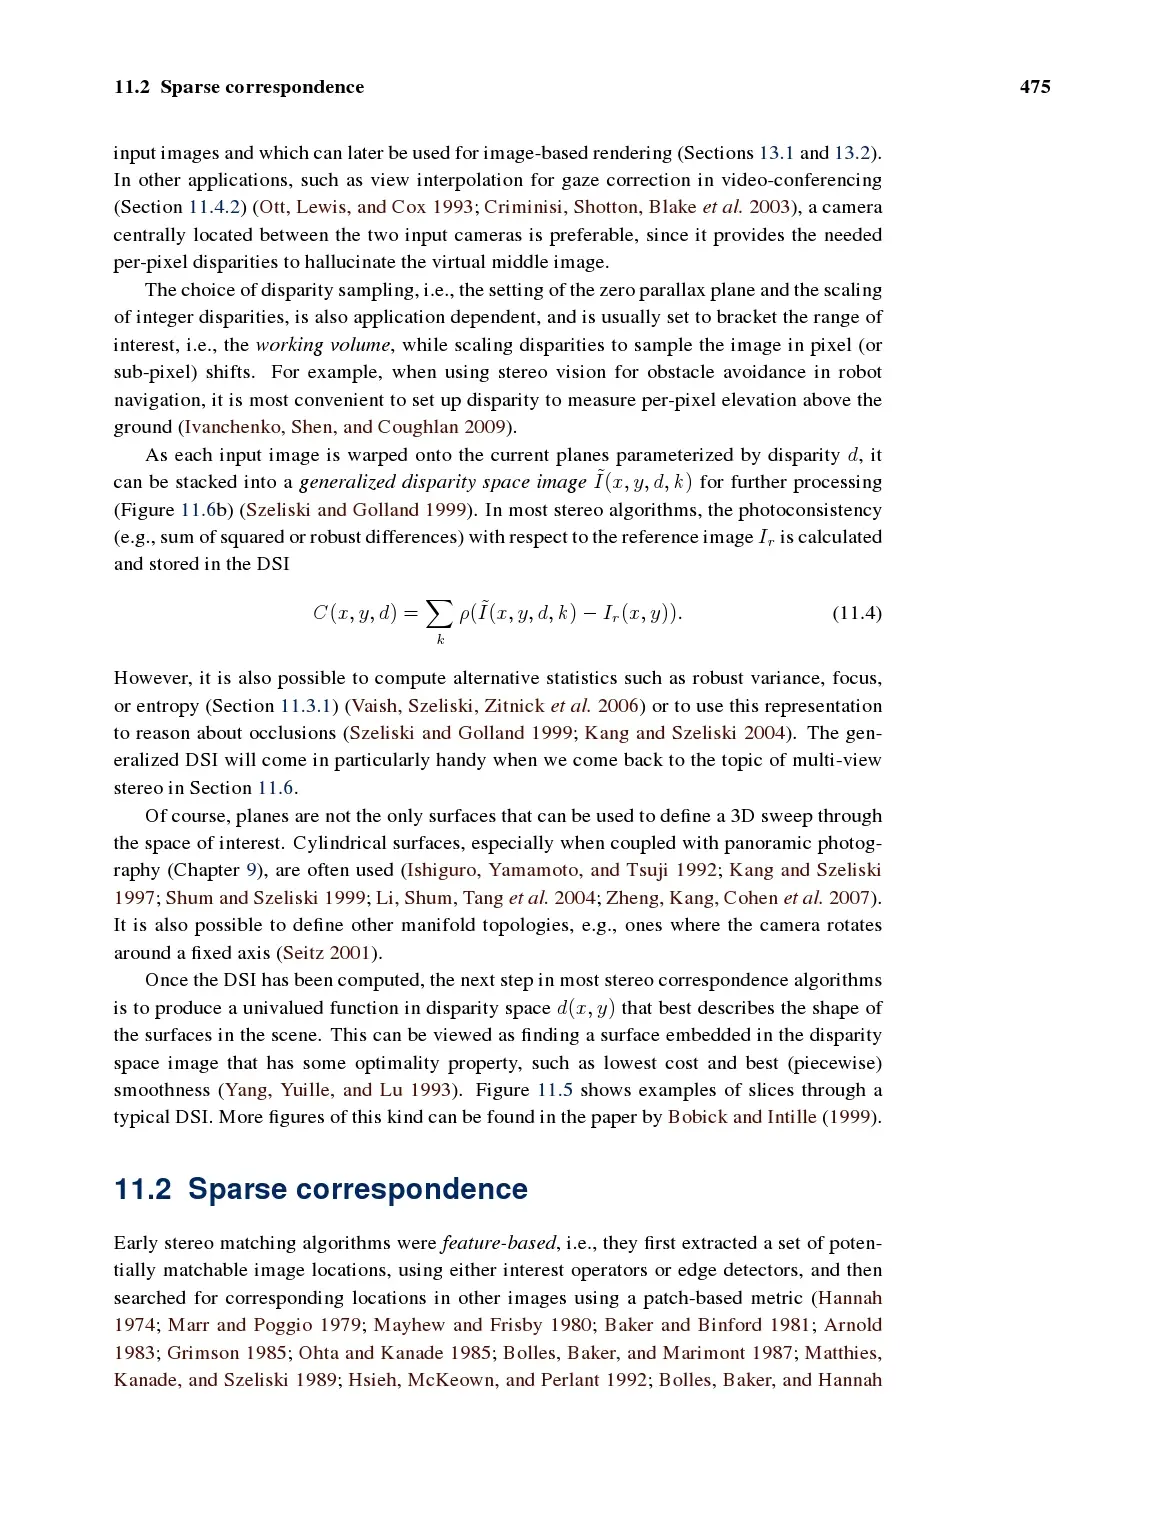 11.2 Sparse correspondence 475
input images and which can later be used for image-based rendering (Sections 13.1 and 13.2).
In other applications, such as view interpolation for gaze correction in video-conferencing
(Section 11.4.2) (Ott, Lewis, and Cox 1993; Criminisi, Shotton, Blake et al. 2003), a camera
centrally located between the two input cameras is preferable, since it provides the needed
per-pixel disparities to hallucinate the virtual middle image.
The choice of disparity sampling, i.e., the setting of the zero parallax plane and the scaling
of integer disparities, is also application dependent, and is usually set to bracket the range of
interest, i.e., the working volume, while scaling disparities to sample the image in pixel (or
sub-pixel) shifts. For example, when using stereo vision for obstacle avoidance in robot
navigation, it is most convenient to set up disparity to measure per-pixel elevation above the
ground (Ivanchenko, Shen, and Coughlan 2009).
As each input image is warped onto the current planes parameterized by disparity d, it
can be stacked into a generalized disparity space image Ĩ(x, y, d, k) for further processing
(Figure 11.6b) (Szeliski and Golland 1999). In most stereo algorithms, the photoconsistency
(e.g., sum of squared or robust differences) with respect to the reference image I_r is calculated
and stored in the DSI
C(x, y, d) = ∑_k ρ(Ĩ(x, y, d, k) − I_r(x, y)). (11.4)
However, it is also possible to compute alternative statistics such as robust variance, focus,
or entropy (Section 11.3.1) (Vaish, Szeliski, Zitnick et al. 2006) or to use this representation
to reason about occlusions (Szeliski and Golland 1999; Kang and Szeliski 2004). The gen-
eralized DSI will come in particularly handy when we come back to the topic of multi-view
stereo in Section 11.6.
Of course, planes are not the only surfaces that can be used to define a 3D sweep through
the space of interest. Cylindrical surfaces, especially when coupled with panoramic photog-
raphy (Chapter 9), are often used (Ishiguro, Yamamoto, and Tsuji 1992; Kang and Szeliski
1997; Shum and Szeliski 1999; Li, Shum, Tang et al. 2004; Zheng, Kang, Cohen et al. 2007).
It is also possible to define other manifold topologies, e.g., ones where the camera rotates
around a fixed axis (Seitz 2001).
Once the DSI has been computed, the next step in most stereo correspondence algorithms
is to produce a univalued function in disparity space d(x, y) that best describes the shape of
the surfaces in the scene. This can be viewed as finding a surface embedded in the disparity
space image that has some optimality property, such as lowest cost and best (piecewise)
smoothness (Yang, Yuille, and Lu 1993). Figure 11.5 shows examples of slices through a
typical DSI. More figures of this kind can be found in the paper by Bobick and Intille (1999).
11.2 Sparse correspondence
Early stereo matching algorithms were feature-based, i.e., they first extracted a set of poten-
tially matchable image locations, using either interest operators or edge detectors, and then
searched for corresponding locations in other images using a patch-based metric (Hannah
1974; Marr and Poggio 1979; Mayhew and Frisby 1980; Baker and Binford 1981; Arnold
1983; Grimson 1985; Ohta and Kanade 1985; Bolles, Baker, and Marimont 1987; Matthies,
Kanade, and Szeliski 1989; Hsieh, McKeown, and Perlant 1992; Bolles, Baker, and Hannah